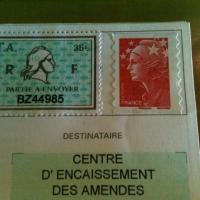 A. 35€
R F
PARTIE A ENVOYER
BZ44985
FRANCE
DESTINATAIRE
CENTRE
D'ENCAISSEMENT
DES AMENDES